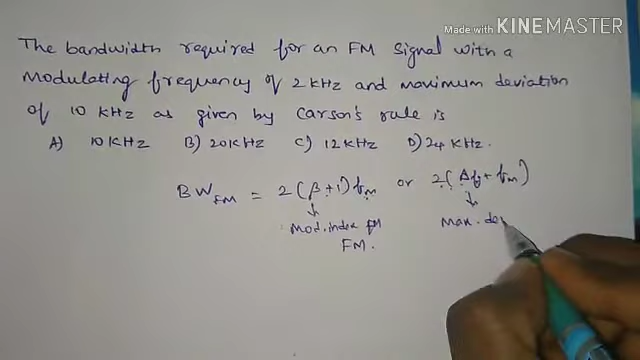 Made with KINEMASTER
The bandwidth required for an FM signal with a
modulating frequency of 2 kHz and maximum deviation
of 10 kHz as given by Carson's rule is
A) 10 kHz B) 20 kHz C) 12 kHz D) 24 kHz.
BW FM = 2(β+1)fm or 2(Δf+fm)
Mod. index Max. de
FM.